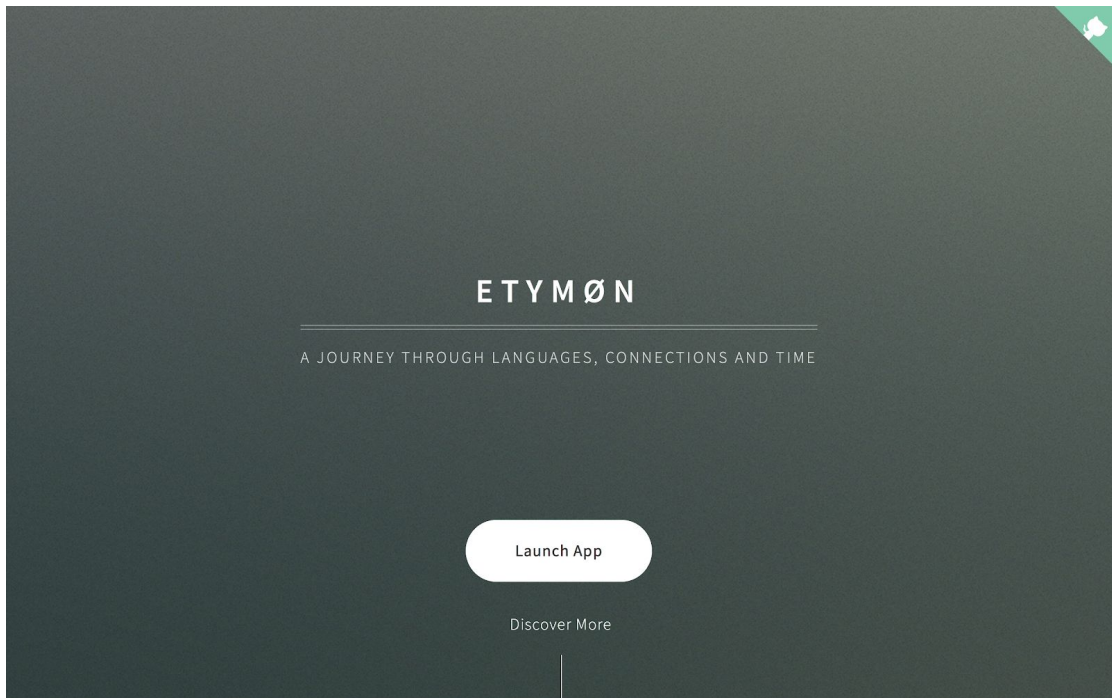 ETYMØN
A JOURNEY THROUGH LANGUAGES, CONNECTIONS AND TIME
Launch App
Discover More